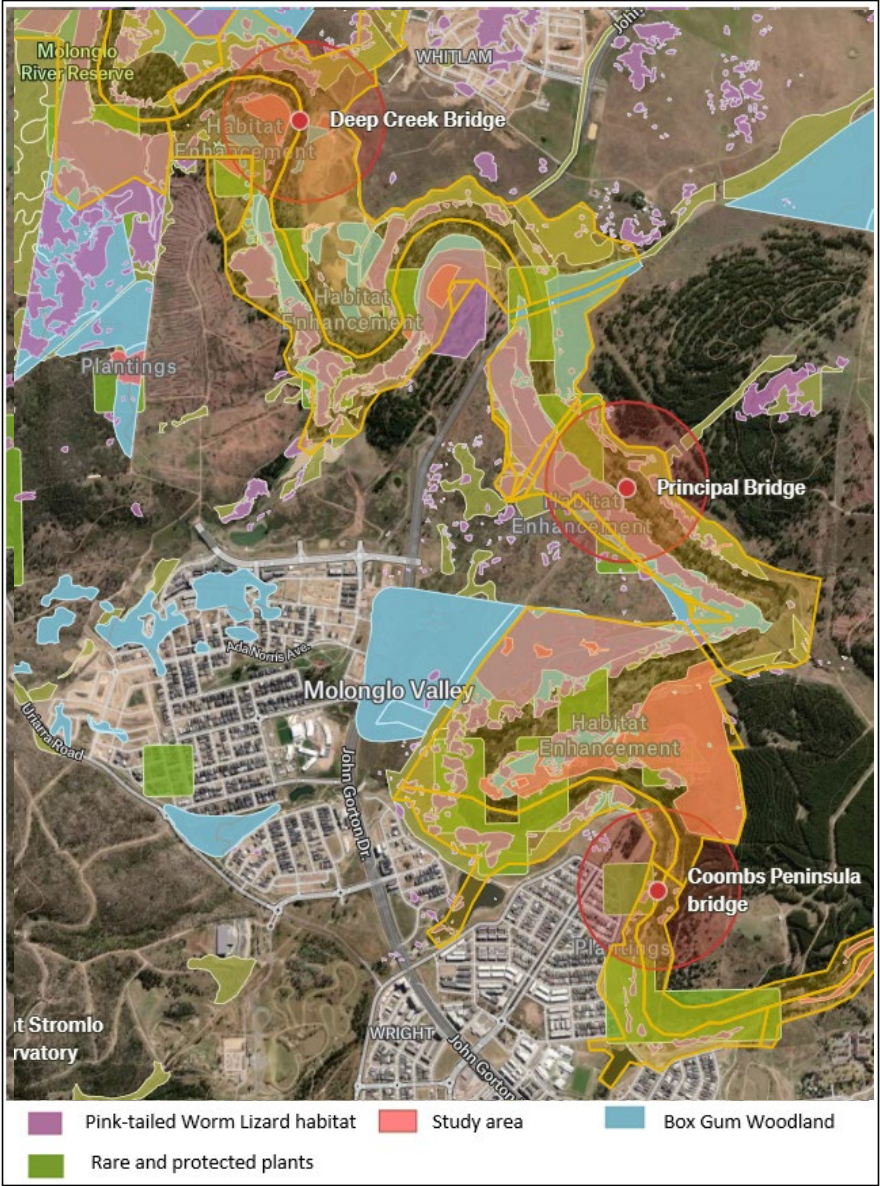 Molonglo
River Reserve
WHITLAM
John
Deep Creek Bridge
Habitat
Enhancement
Habitat
Enhancement
Plantings
Principal Bridge
Habitat
Enhancement
Ada Norris Ave.
Molonglo Valley
Uriarra Road
Habitat
Enhancement
John Gorton Dr.
Coombs Peninsula
bridge
Plantings
t Stromlo
rvatory
WRIGHT
John Gorton
Pink-tailed Worm Lizard habitat
Study area
Box Gum Woodland
Rare and protected plants